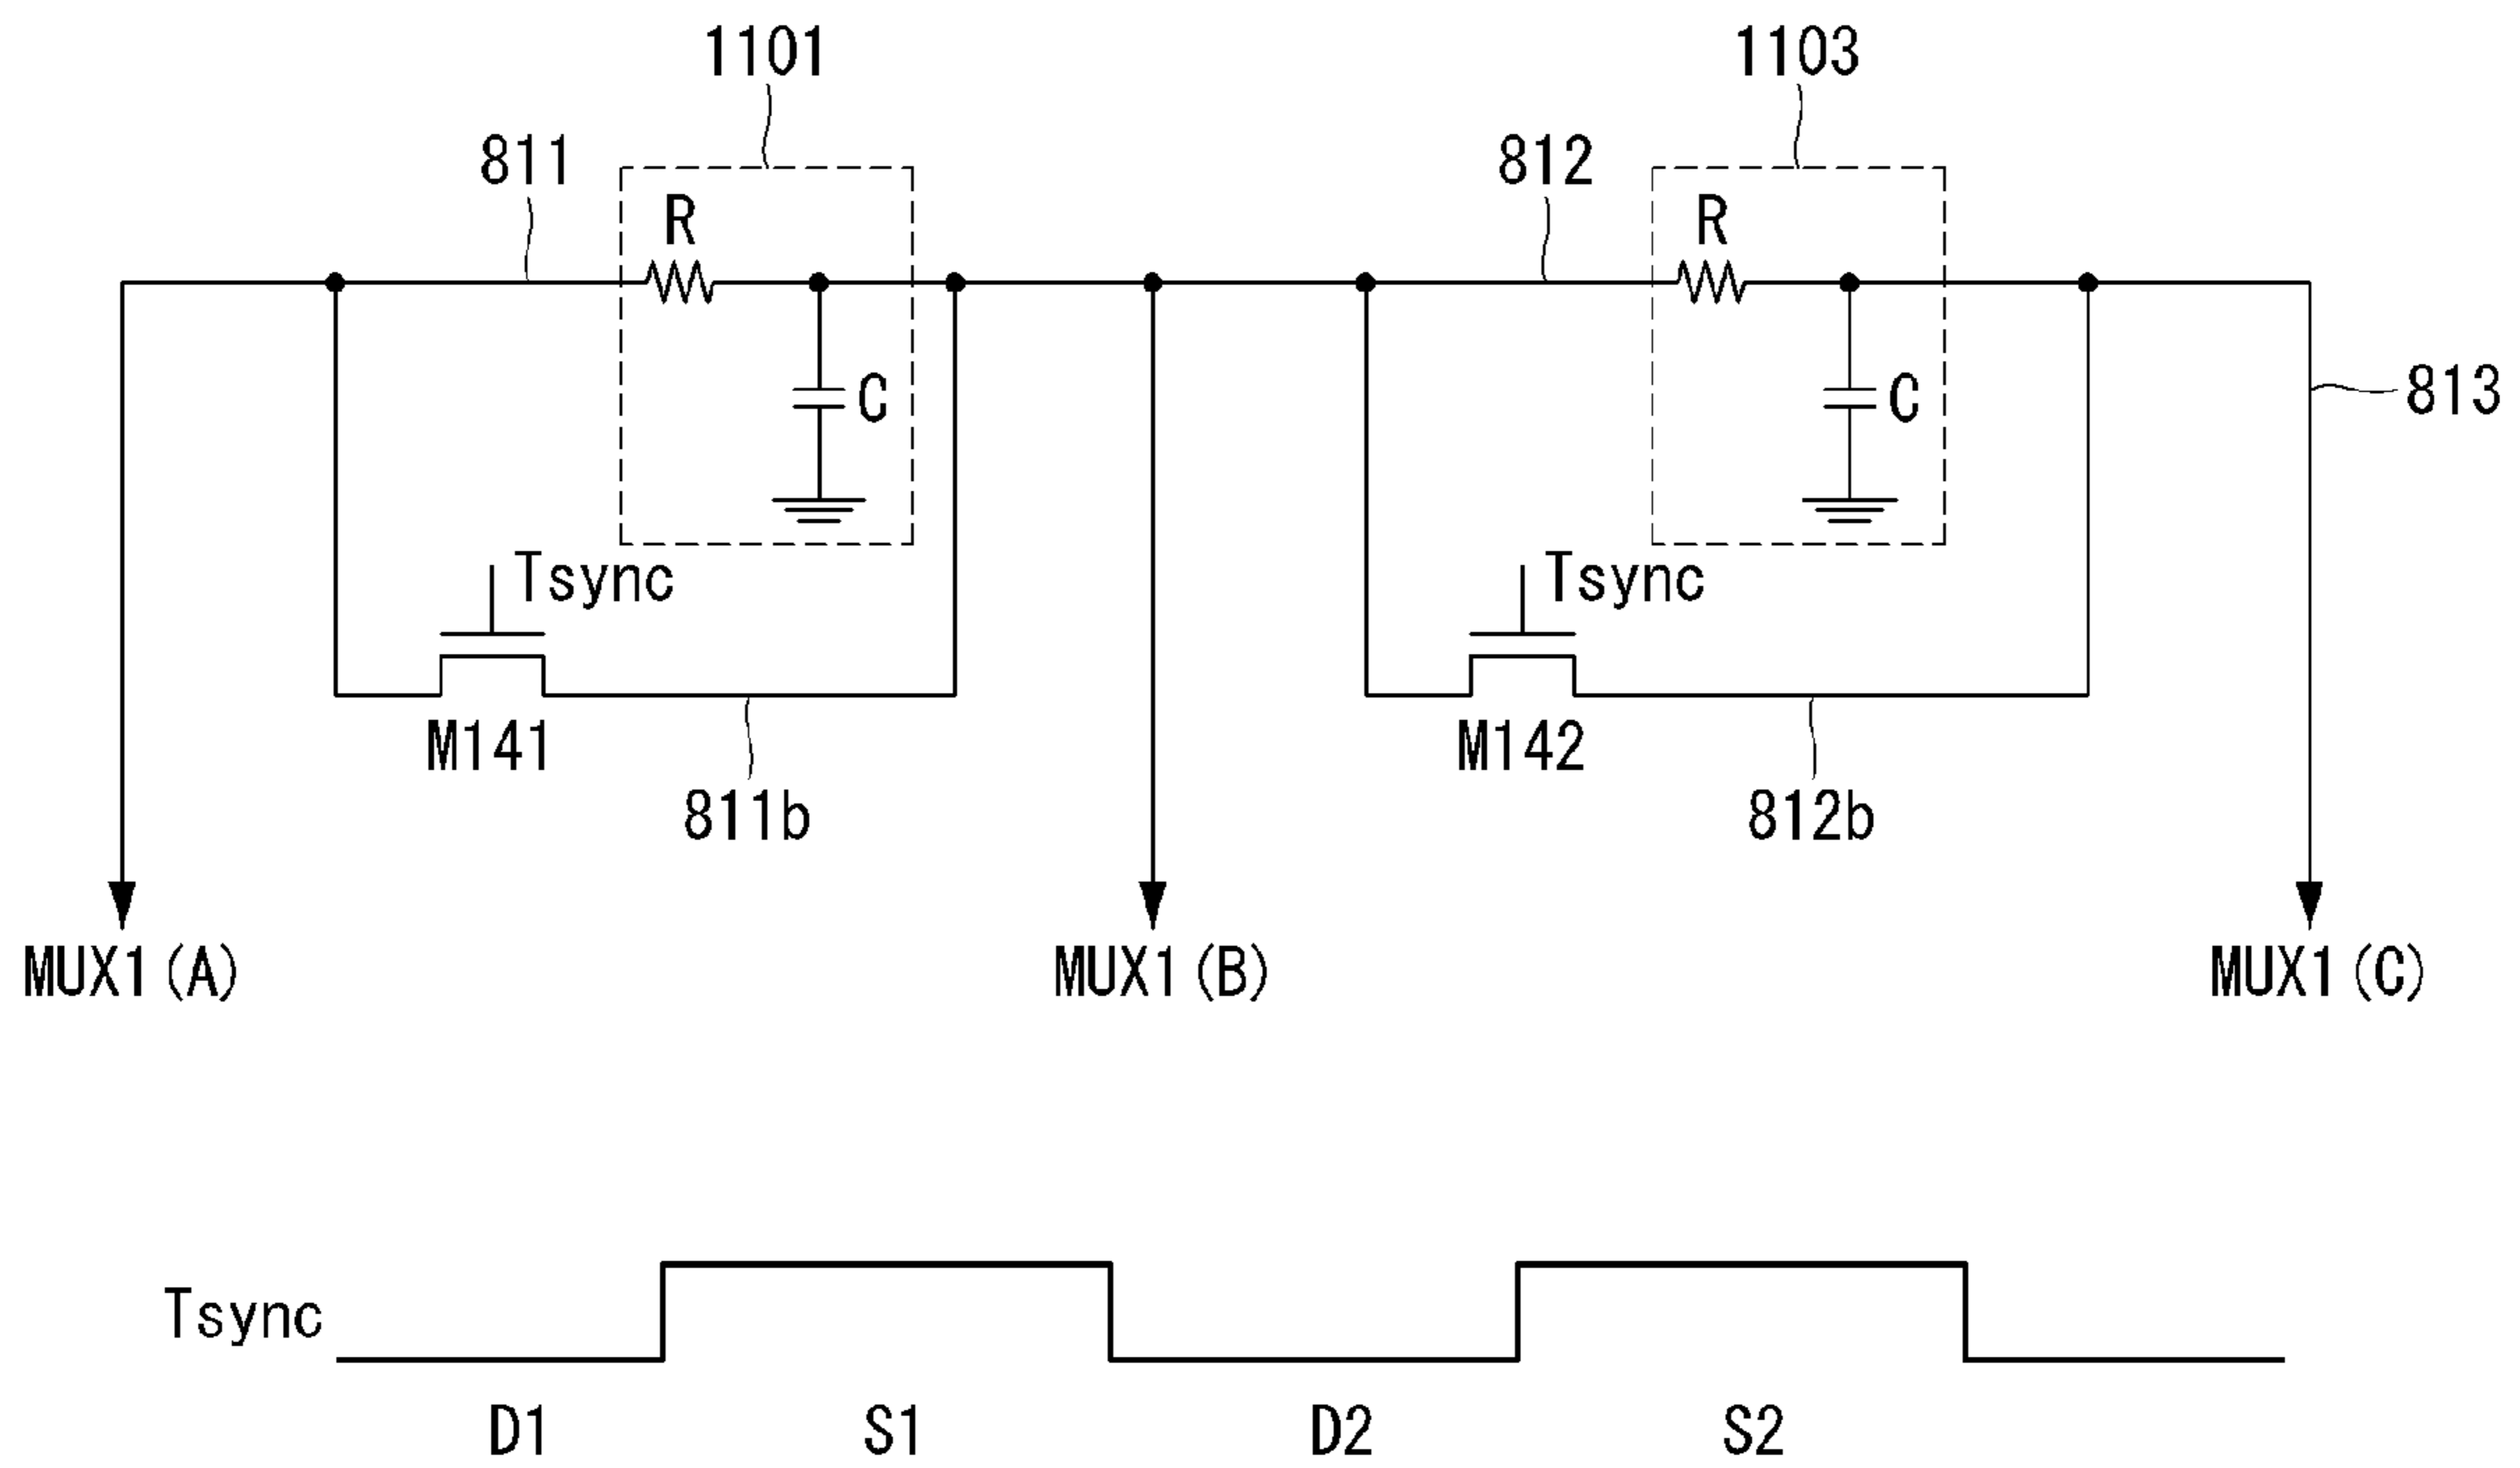 1101
1103
811
812
R
R
C
C
813
Tsync
Tsync
M141
M142
811b
812b
MUX1(A)
MUX1(B)
MUX1(C)
Tsync
D1
S1
D2
S2